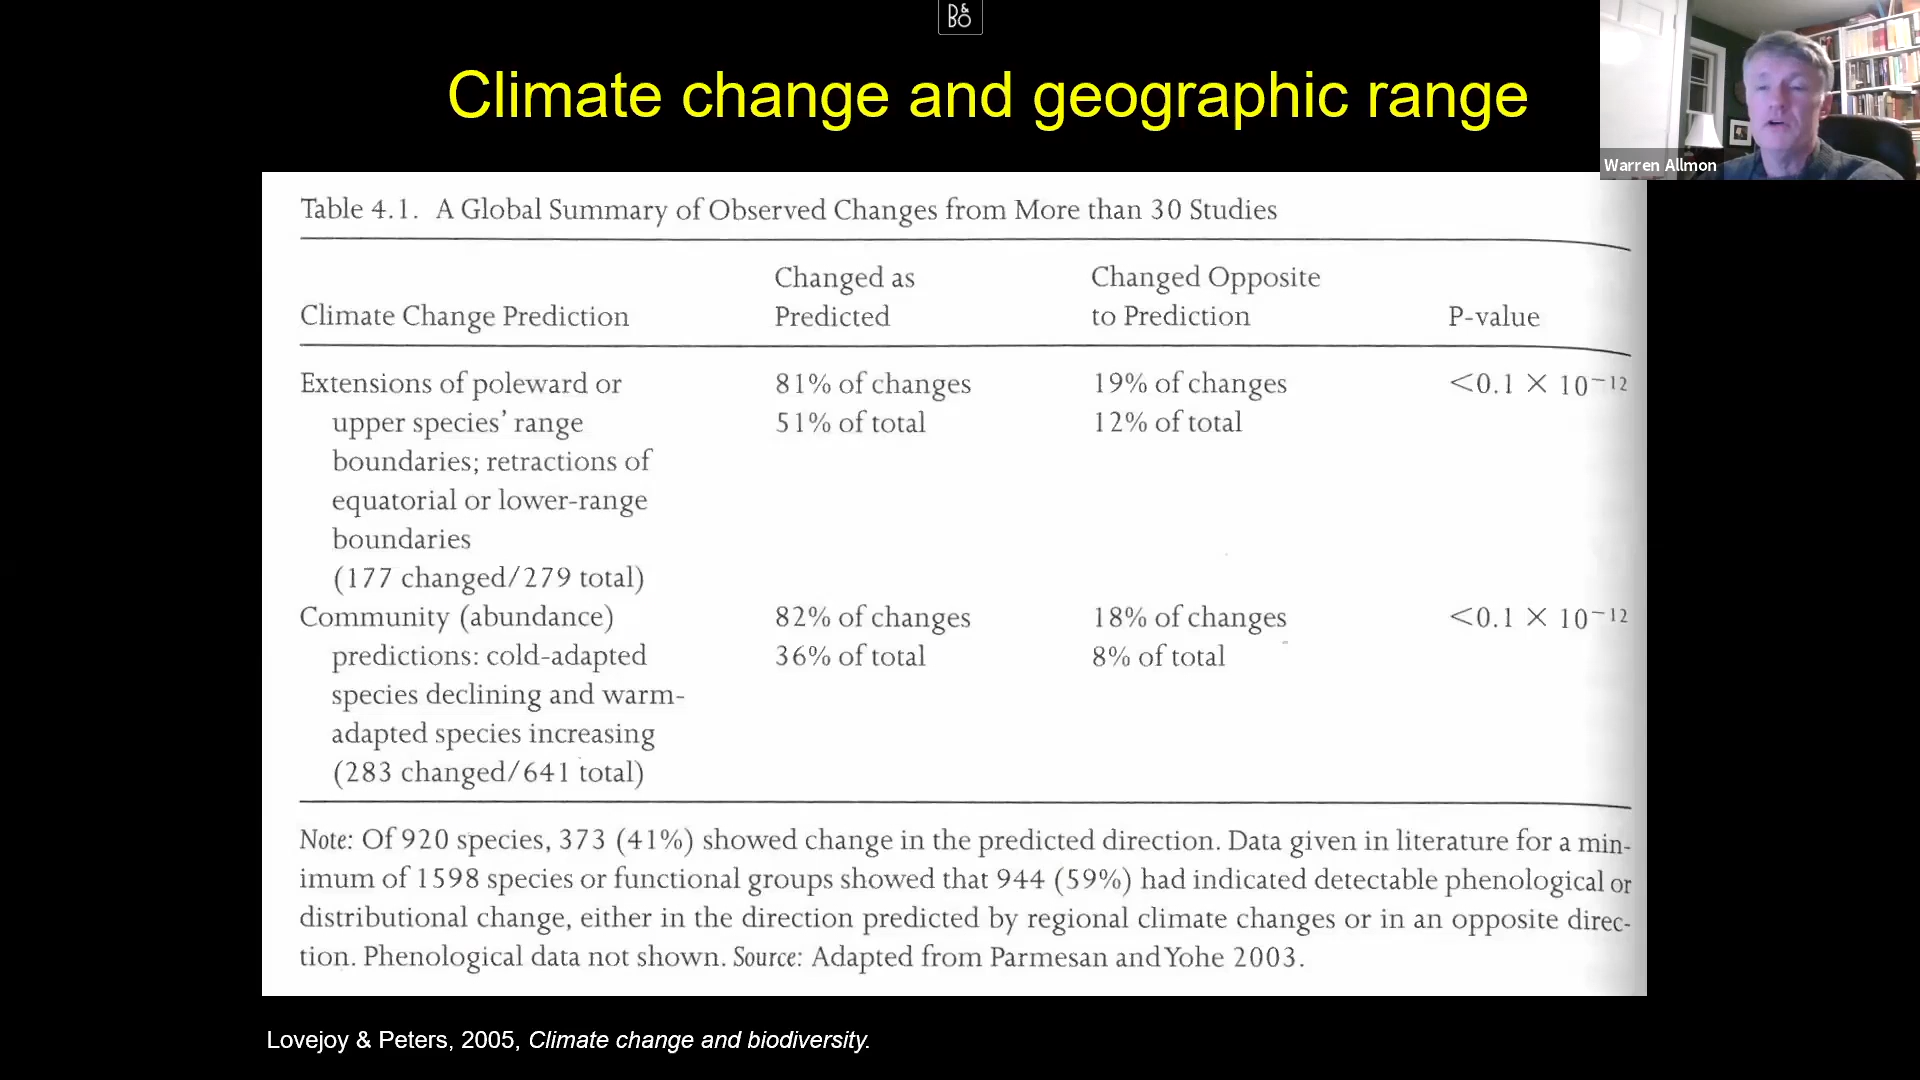 B&O
Climate change and geographic range
Warren Allmon
Table 4.1. A Global Summary of Observed Changes from More than 30 Studies
Climate Change Prediction
Changed as
Predicted
Changed Opposite
to Prediction
P-value
Extensions of poleward or
upper species’ range
boundaries; retractions of
equatorial or lower-range
boundaries
(177 changed/279 total)
81% of changes
51% of total
19% of changes
12% of total
<0.1 × 10⁻¹²
Community (abundance)
predictions: cold-adapted
species declining and warm-
adapted species increasing
(283 changed/641 total)
82% of changes
36% of total
18% of changes
8% of total
<0.1 × 10⁻¹²
Note: Of 920 species, 373 (41%) showed change in the predicted direction. Data given in literature for a min-
imum of 1598 species or functional groups showed that 944 (59%) had indicated detectable phenological or
distributional change, either in the direction predicted by regional climate changes or in an opposite direc-
tion. Phenological data not shown. Source: Adapted from Parmesan and Yohe 2003.
Lovejoy & Peters, 2005, Climate change and biodiversity.